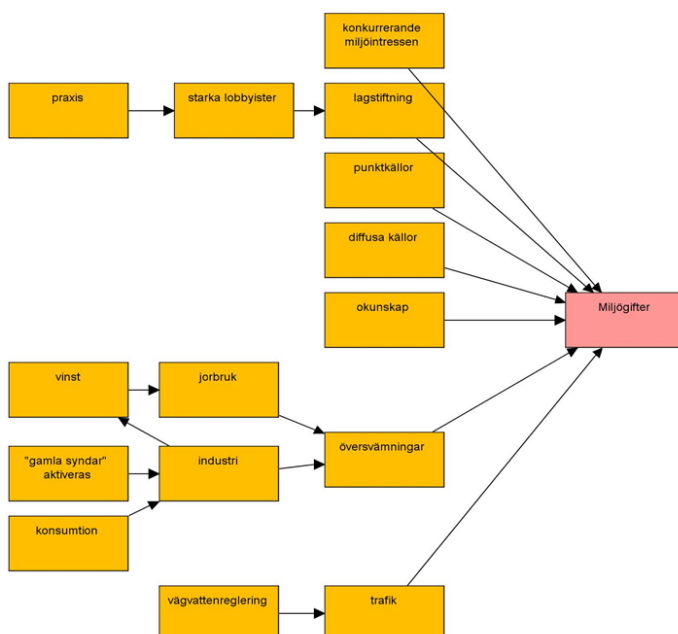 konkurrerande
miljöintressen
praxis
starka lobbyister
lagstiftning
punktkällor
diffusa källor
okunskap
Miljögifter
vinst
jorbruk
översvämningar
"gamla syndar"
aktiveras
industri
konsumtion
vägvattenreglering
trafik